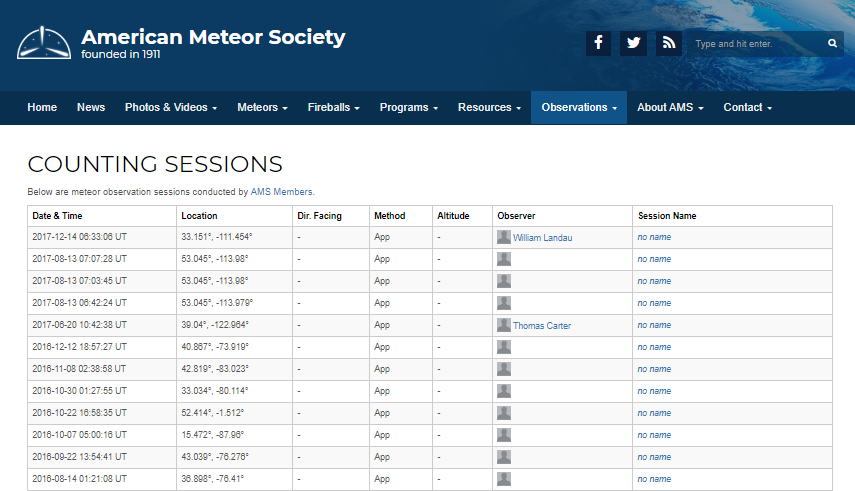 American Meteor Society
founded in 1911
Type and hit enter.
Home News Photos & Videos Meteors Fireballs Programs Resources Observations About AMS Contact
COUNTING SESSIONS
Below are meteor observation sessions conducted by AMS Members.
Date & Time Location Dir. Facing Method Altitude Observer Session Name
2017-12-14 06:33:06 UT 33.151°, -111.454° - App - William Landau no name
2017-08-13 07:07:28 UT 53.045°, -113.98° - App - no name
2017-08-13 07:03:45 UT 53.045°, -113.98° - App - no name
2017-08-13 06:42:24 UT 53.045°, -113.979° - App - no name
2017-06-20 10:42:38 UT 39.04°, -122.964° - App - Thomas Carter no name
2016-12-12 18:57:27 UT 40.867°, -73.919° - App - no name
2016-11-08 02:38:58 UT 42.819°, -83.023° - App - no name
2016-10-30 01:27:55 UT 33.034°, -80.114° - App - no name
2016-10-22 16:58:35 UT 52.414°, -1.512° - App - no name
2016-10-07 05:00:16 UT 15.472°, -87.96° - App - no name
2016-09-22 13:54:41 UT 43.039°, -76.276° - App - no name
2016-08-14 01:21:08 UT 36.898°, -76.41° - App - no name